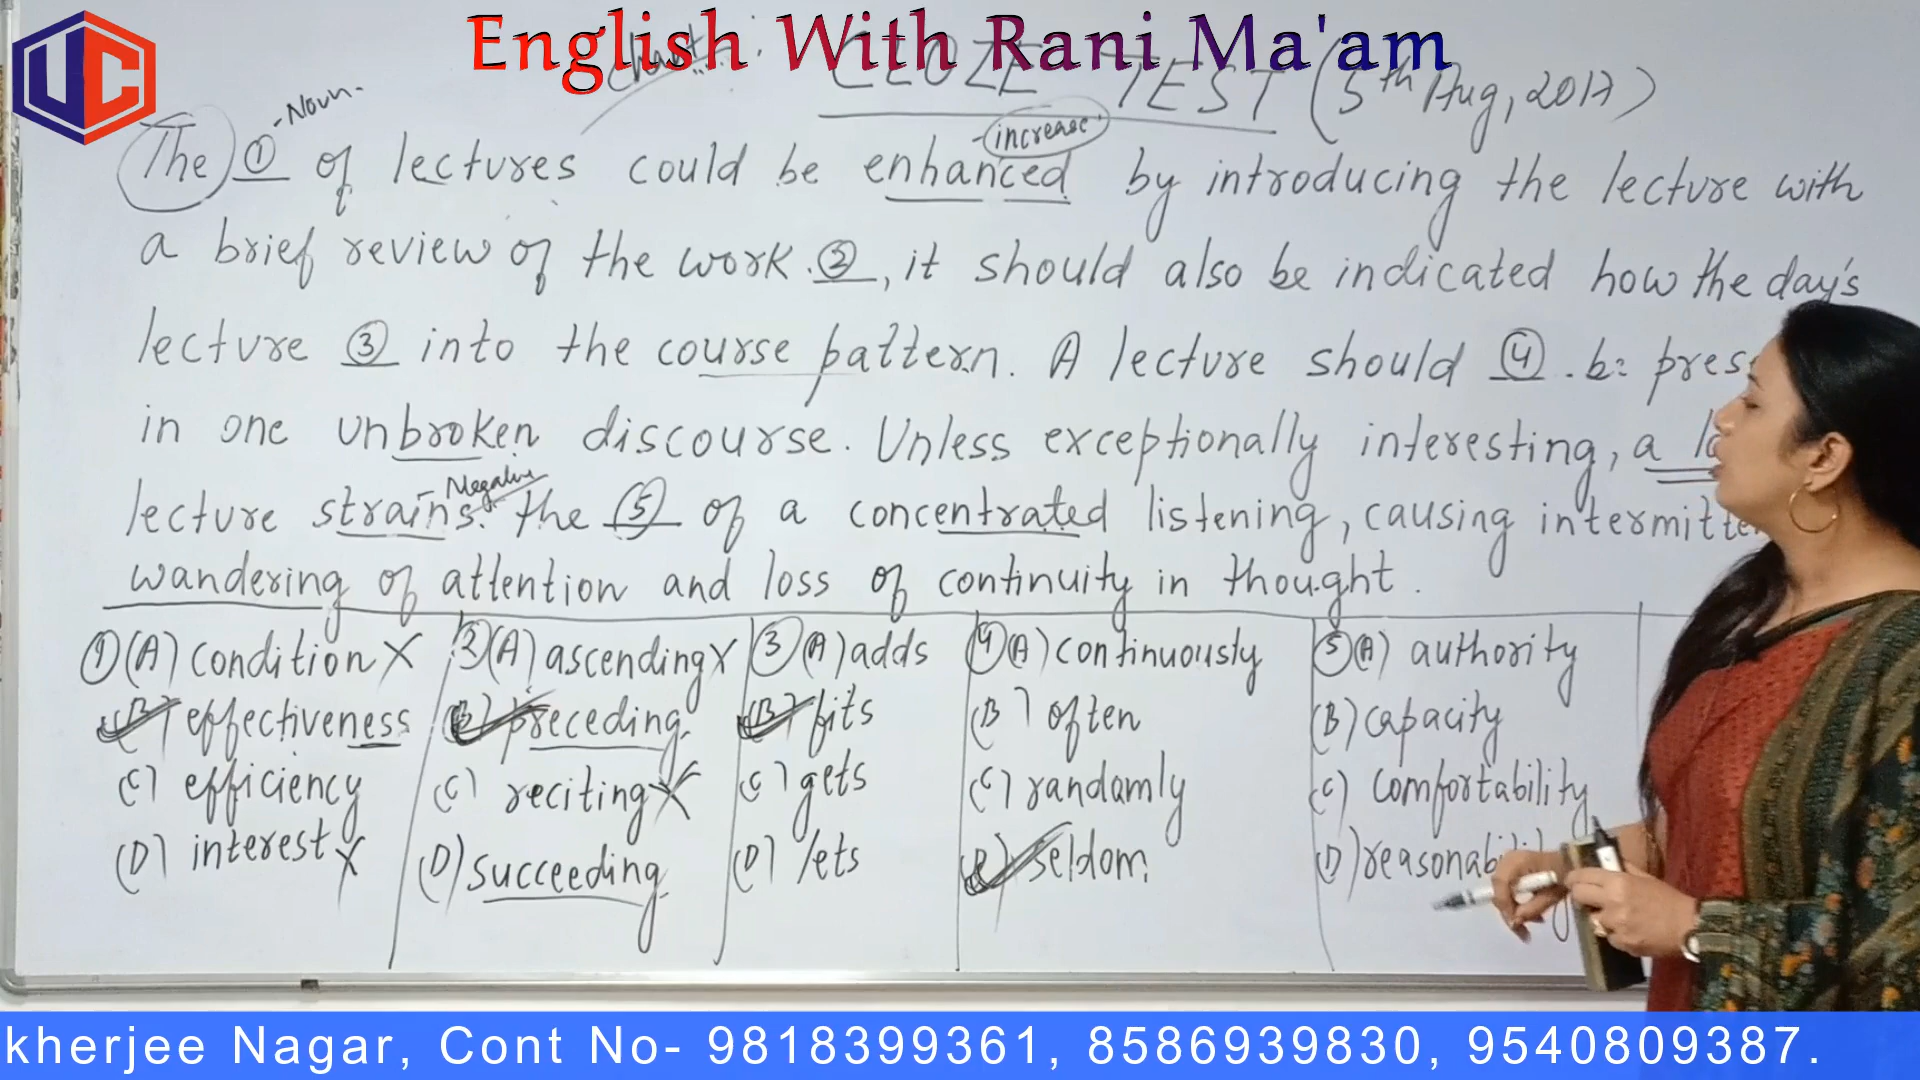 UC
English With Rani Ma'am
CLOZE TEST (5th Aug, 2017)
- Noun.
- increase
The ① of lectures could be enhanced by introducing the lecture with
a brief review of the work. ②, it should also be indicated how the day's
lecture ③ into the course pattern. A lecture should ④. be
in one unbroken discourse. Unless exceptionally interesting, a
- Negative
lecture strains. the ⑤ of a concentrated listening, causing
wandering of attention and loss of continuity in thought.
① (A) condition X
(B) effectiveness
(C) efficiency
(D) interest X
② (A) ascending X
(B) preceding.
(C) reciting X
(D) succeeding.
③ (A) adds
(B) fits
(C) gets
(D) lets
④ (A) continuously
(B) often
(C) randamly
(D) seldom
⑤ (A) authority
(B) capacity
(C) comfortability
(D)
kherjee Nagar, Cont No- 9818399361, 8586939830, 9540809387.